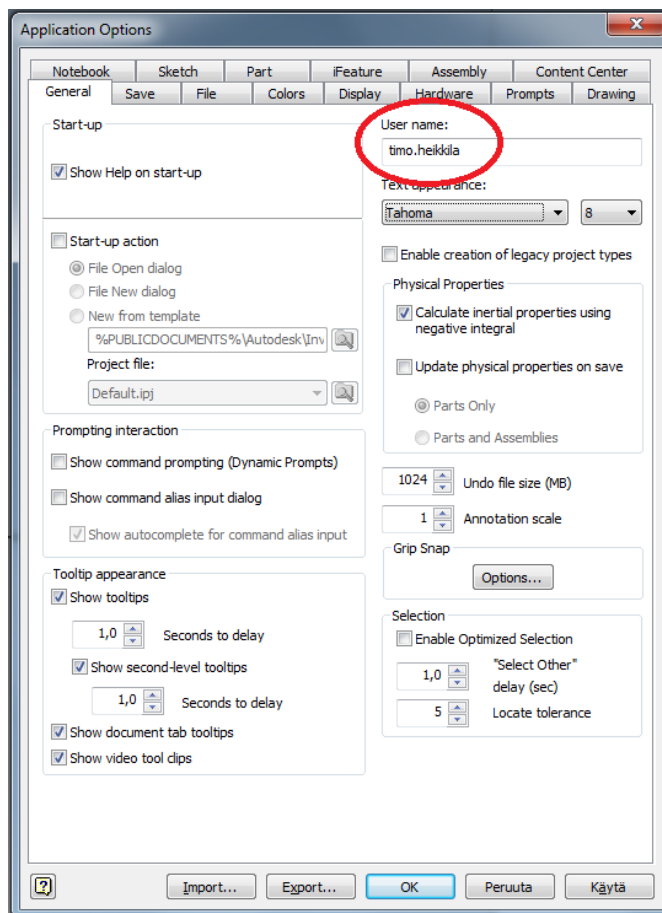 Application Options
Notebook Sketch Part iFeature Assembly Content Center
General Save File Colors Display Hardware Prompts Drawing
Start-up
Show Help on start-up
Start-up action
File Open dialog
File New dialog
New from template
%PUBLICDOCUMENTS%\Autodesk\Inv
Project file:
Default.ipj
Prompting interaction
Show command prompting (Dynamic Prompts)
Show command alias input dialog
Show autocomplete for command alias input
Tooltip appearance
Show tooltips
1,0 Seconds to delay
Show second-level tooltips
1,0 Seconds to delay
Show document tab tooltips
Show video tool clips
User name:
timo.heikkila
Text appearance:
Tahoma 8
Enable creation of legacy project types
Physical Properties
Calculate inertial properties using
negative integral
Update physical properties on save
Parts Only
Parts and Assemblies
1024 Undo file size (MB)
1 Annotation scale
Grip Snap
Options...
Selection
Enable Optimized Selection
1,0 "Select Other"
delay (sec)
5 Locate tolerance
? Import... Export... OK Peruuta Käytä